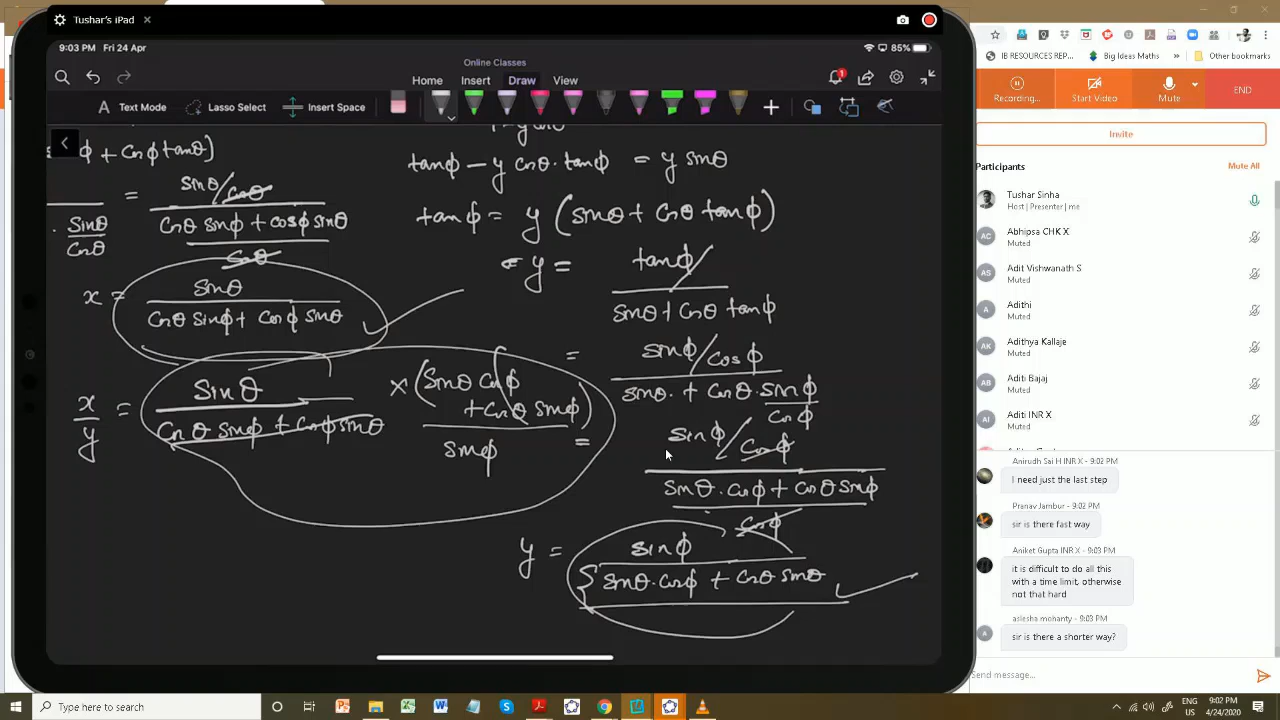 Tushar's iPad
9:03 PM Fri 24 Apr
85%
Online Classes
Home Insert Draw View
Text Mode Lasso Select Insert Space
ϕ + Cosϕ tanθ)
= sinθ/cosθ / (Cosθ sinϕ + cosϕ sinθ / Cosθ)
· Sinθ/Cosθ
x = sinθ / (Cosθ sinϕ + Cosϕ sinθ)
x/y = Sinθ / (Cosθ sinϕ + Cosϕ sinθ) × (Sinθ Cosϕ + Cosθ Sinϕ) / Sinϕ =
tanϕ – y Cosθ · tanϕ = y sinθ
tanϕ = y (sinθ + Cosθ tanϕ)
y = tanϕ / (sinθ + Cosθ tanϕ)
= sinϕ/cosϕ / (sinθ · + Cosθ · sinϕ/Cosϕ)
sinϕ/Cosϕ / (sinθ · Cosϕ + Cosθ sinϕ / Cosϕ)
y = sinϕ / {sinθ · cosϕ + Cosθ sinθ
IB RESOURCES REP...
Big Ideas Maths
»
Other bookmarks
Recording...
Start Video
Mute
END
Invite
Participants
Mute All
Tushar Sinha
Host | Presenter | me
AC
Abhipsa CHK X
Muted
AS
Adit Vishwanath S
Muted
A
Adithi
Muted
AK
Adithya Kallaje
Muted
AB
Aditi Bajaj
Muted
AI
Aditi INR X
Muted
Anirudh Sai H INR X - 9:02 PM
I need just the last step
Pranav Jambur - 9:02 PM
sir is there fast way
Aniket Gupta INR X - 9:03 PM
it is difficult to do all this
with a time limit, otherwise
not that hard
aslesha mohanty - 9:03 PM
A
sir is there a shorter way?
Send message...
Type here to search
ENG
US
9:02 PM
4/24/2020